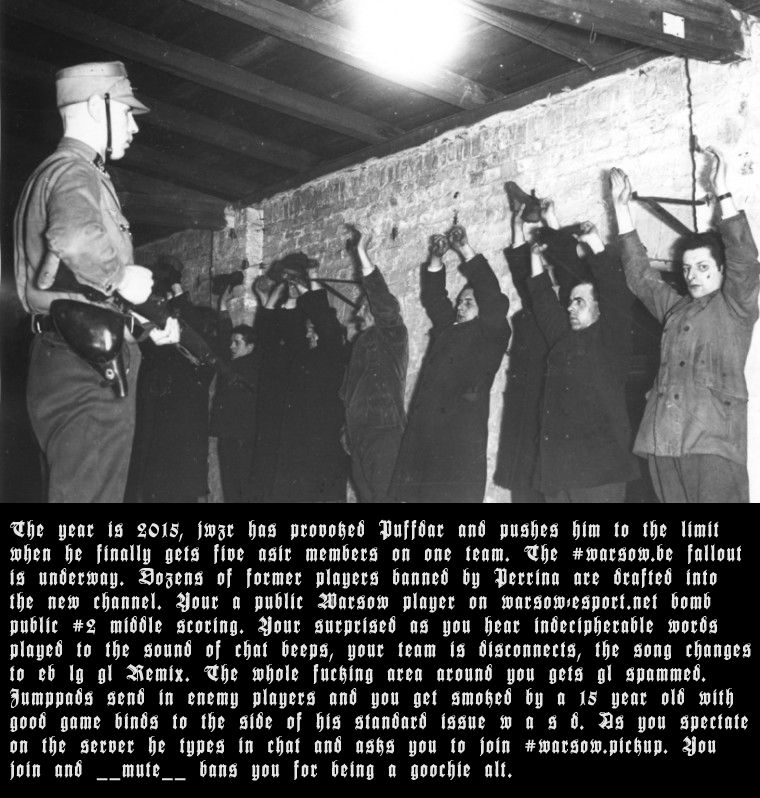 The year is 2015, jwzr has provoked Puffdar and pushes him to the limit
when he finally gets five asir members on one team. The #warsow.be fallout
is underway. Dozens of former players banned by Perrina are drafted into
the new channel. Your a public Warsow player on warsow-esport.net bomb
public #2 middle scoring. Your surprised as you hear indecipherable words
played to the sound of chat beeps, your team is disconnects, the song changes
to eb lg gl Remix. The whole fucking area around you gets gl spammed.
Jumppads send in enemy players and you get smoked by a 15 year old with
good game binds to the side of his standard issue w a s d. As you spectate
on the server he types in chat and asks you to join #warsow.pickup. You
join and __mute__ bans you for being a goochie alt.